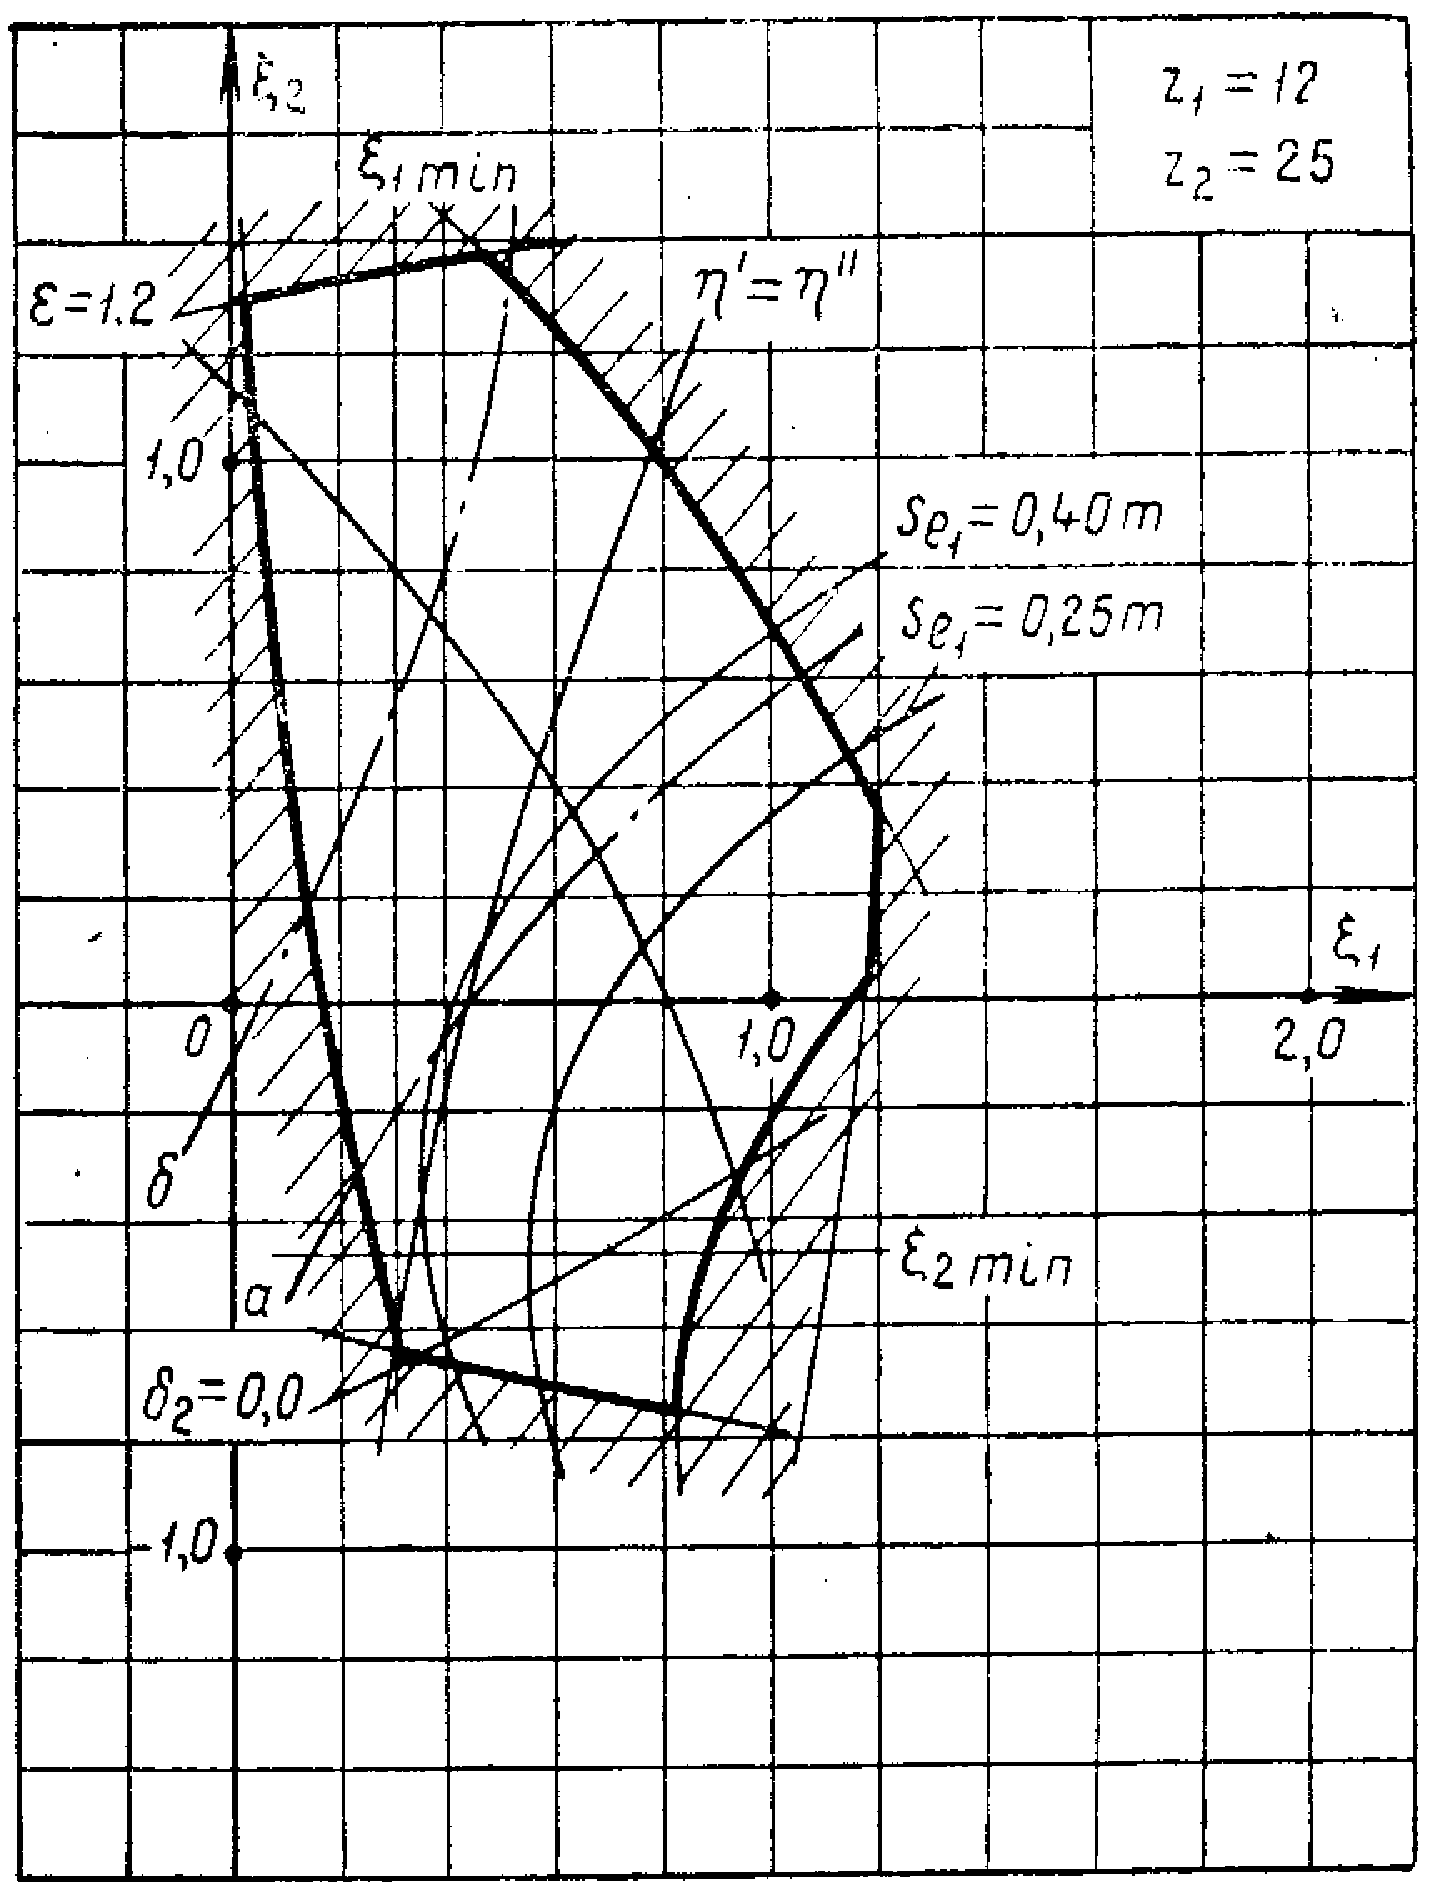 z₁ = 12
z₂ = 25
ξ₂
ξ₁ min
η' = η''
ε=1.2
1,0
sₑ₁ = 0,40 m
sₑ₁ = 0,25 m
ξ₁
0
1,0
2,0
б
ξ₂ min
а
δ₂=0,0
-1,0